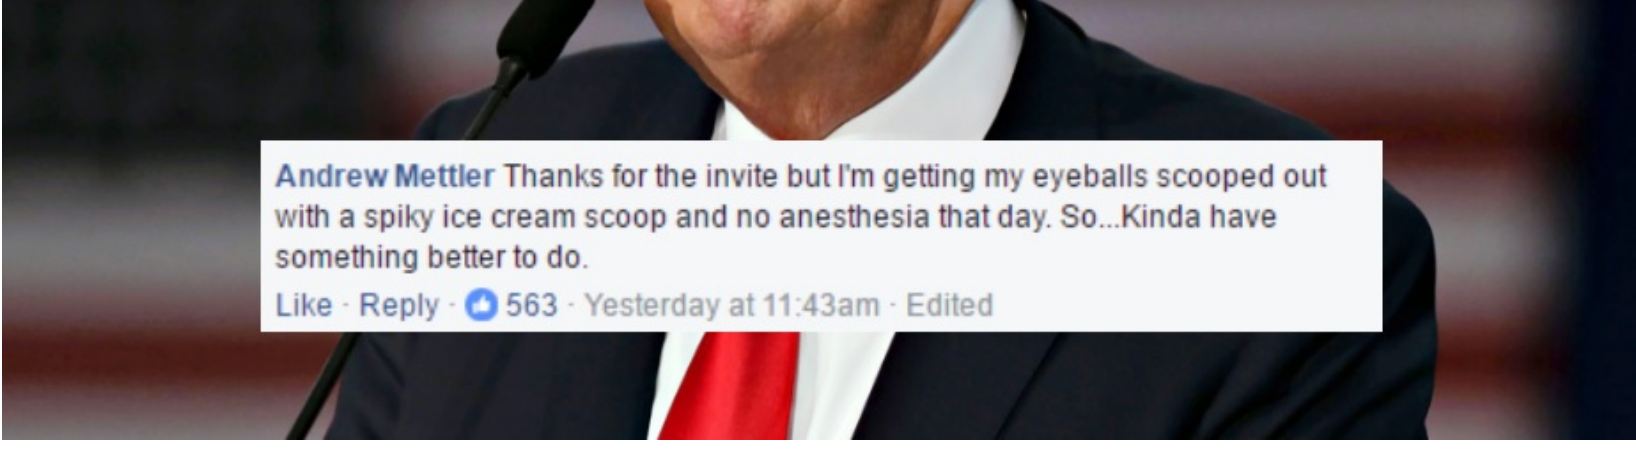 Andrew Mettler Thanks for the invite but I'm getting my eyeballs scooped out
with a spiky ice cream scoop and no anesthesia that day. So...Kinda have
something better to do.
Like · Reply · 563 · Yesterday at 11:43am · Edited